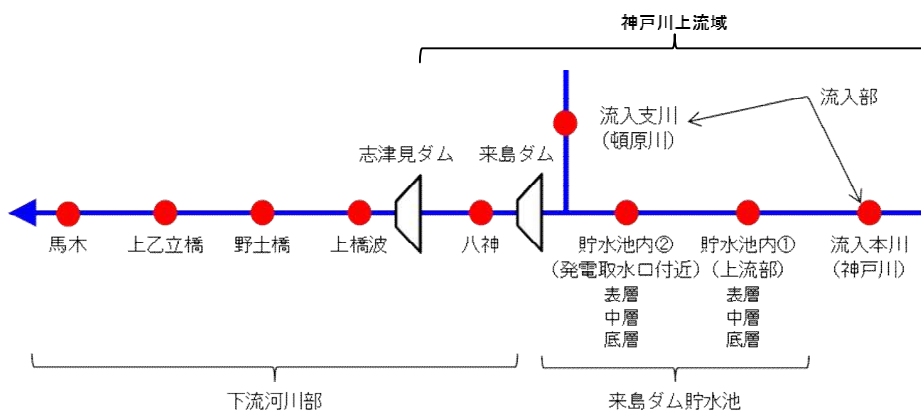 神戸川上流域
流入部
流入支川
(頓原川)
志津見ダム
来島ダム
馬木
上乙立橋
野土橋
上橋波
八神
貯水池内②
(発電取水口付近)
表層
中層
底層
貯水池内①
(上流部)
表層
中層
底層
流入本川
(神戸川)
下流河川部
来島ダム貯水池